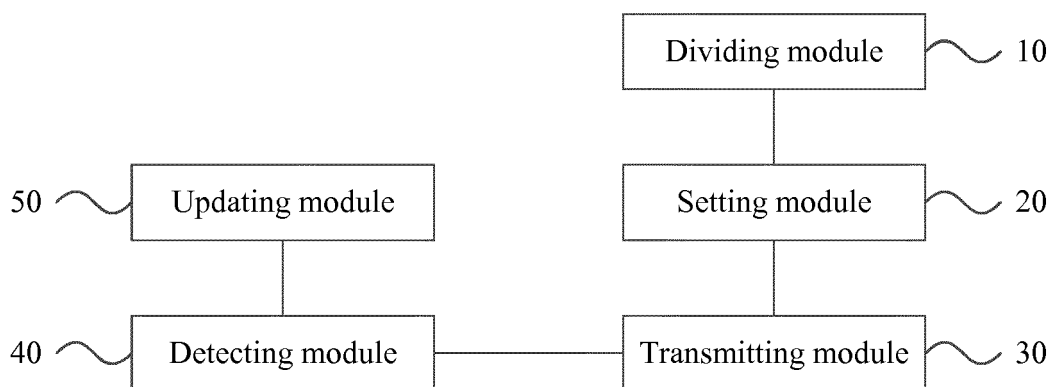 Dividing module 10
50 Updating module Setting module 20
40 Detecting module Transmitting module 30